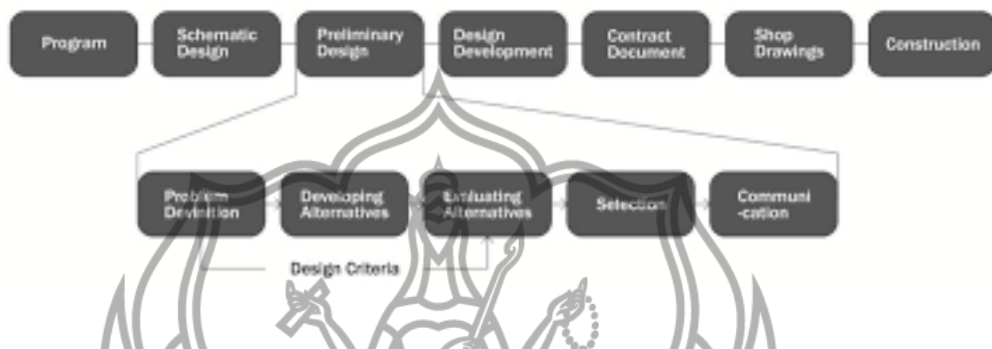 Program
Schematic
Design
Preliminary
Design
Design
Development
Contract
Document
Shop
Drawings
Construction
Problem
Devinition
Developing
Alternatives
Evaluating
Alternatives
Selection
Communi
-cation
Design Criteria